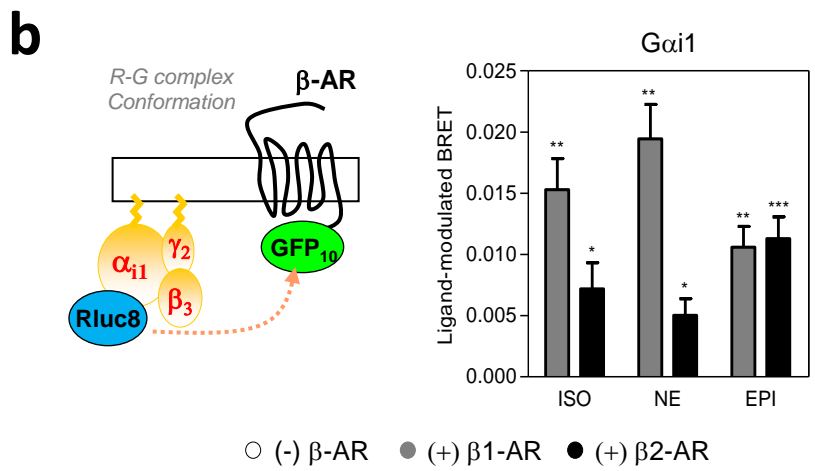 b
R-G complex
Conformation
β-AR
GFP10
αi1
γ2
β3
Rluc8
Gαi1
Ligand-modulated BRET
0.025
0.020
0.015
0.010
0.005
0.000
**
*
**
*
**
***
ISO NE EPI
(-) β-AR (+) β1-AR (+) β2-AR